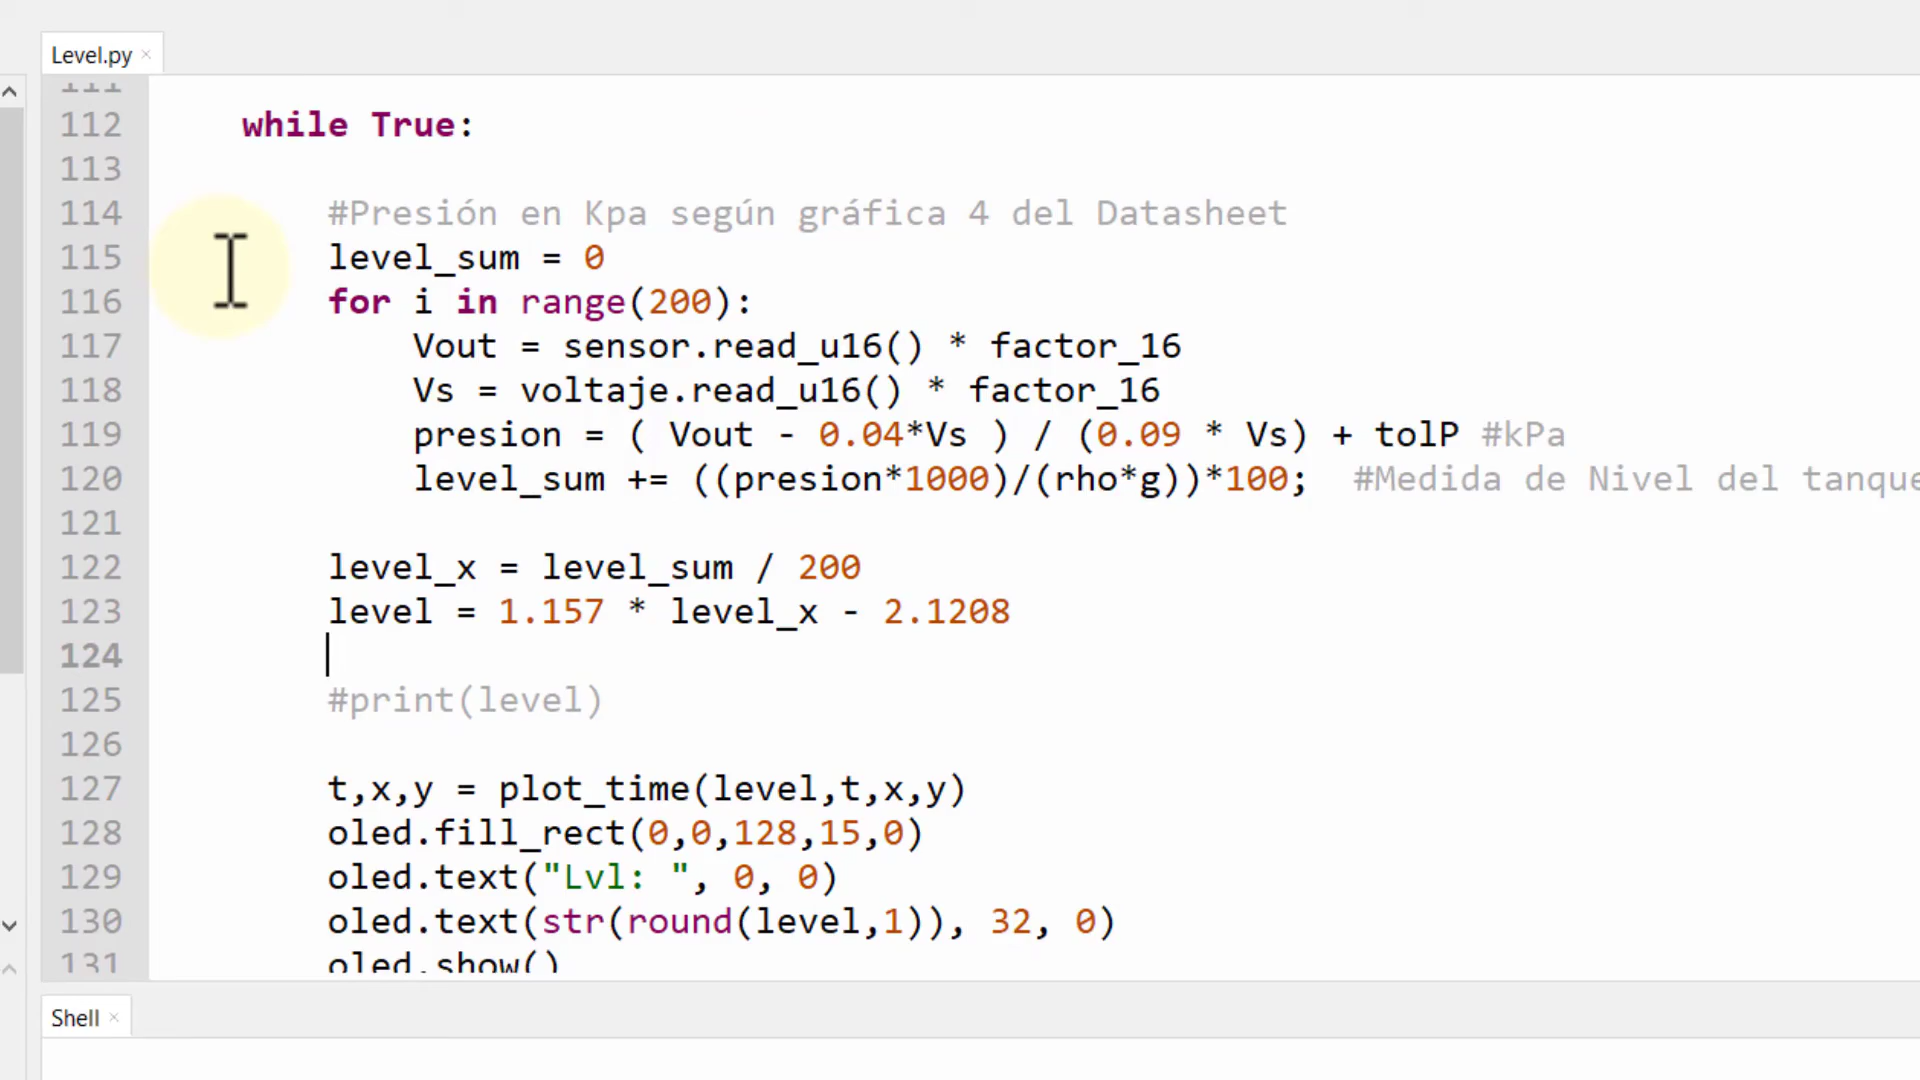 Level.py
111
112 while True:
113
114 #Presión en Kpa según gráfica 4 del Datasheet
115 level_sum = 0
116 for i in range(200):
117 Vout = sensor.read_u16() * factor_16
118 Vs = voltaje.read_u16() * factor_16
119 presion = ( Vout - 0.04*Vs ) / (0.09 * Vs) + tolP #kPa
120 level_sum += ((presion*1000)/(rho*g))*100; #Medida de Nivel del tanque
121
122 level_x = level_sum / 200
123 level = 1.157 * level_x - 2.1208
124
125 #print(level)
126
127 t,x,y = plot_time(level,t,x,y)
128 oled.fill_rect(0,0,128,15,0)
129 oled.text("Lvl: ", 0, 0)
130 oled.text(str(round(level,1)), 32, 0)
131 oled.show()
Shell